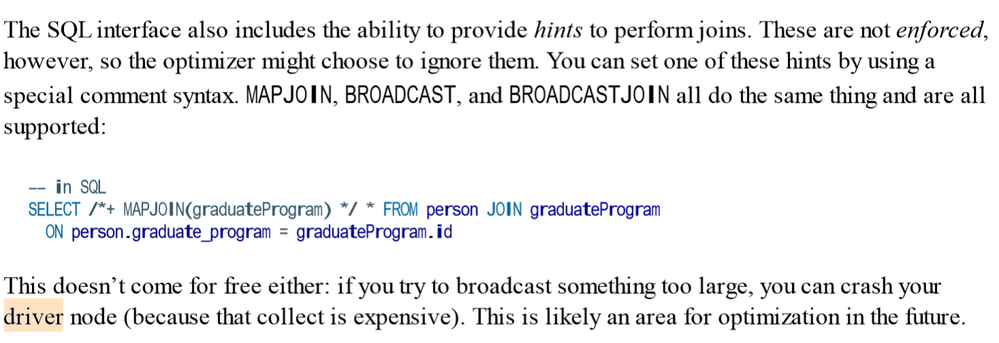 The SQL interface also includes the ability to provide hints to perform joins. These are not enforced,
however, so the optimizer might choose to ignore them. You can set one of these hints by using a
special comment syntax. MAPJOIN, BROADCAST, and BROADCASTJOIN all do the same thing and are all
supported:
-- in SQL
SELECT /*+ MAPJOIN(graduateProgram) */ * FROM person JOIN graduateProgram
ON person.graduate_program = graduateProgram.id
This doesn’t come for free either: if you try to broadcast something too large, you can crash your
driver node (because that collect is expensive). This is likely an area for optimization in the future.